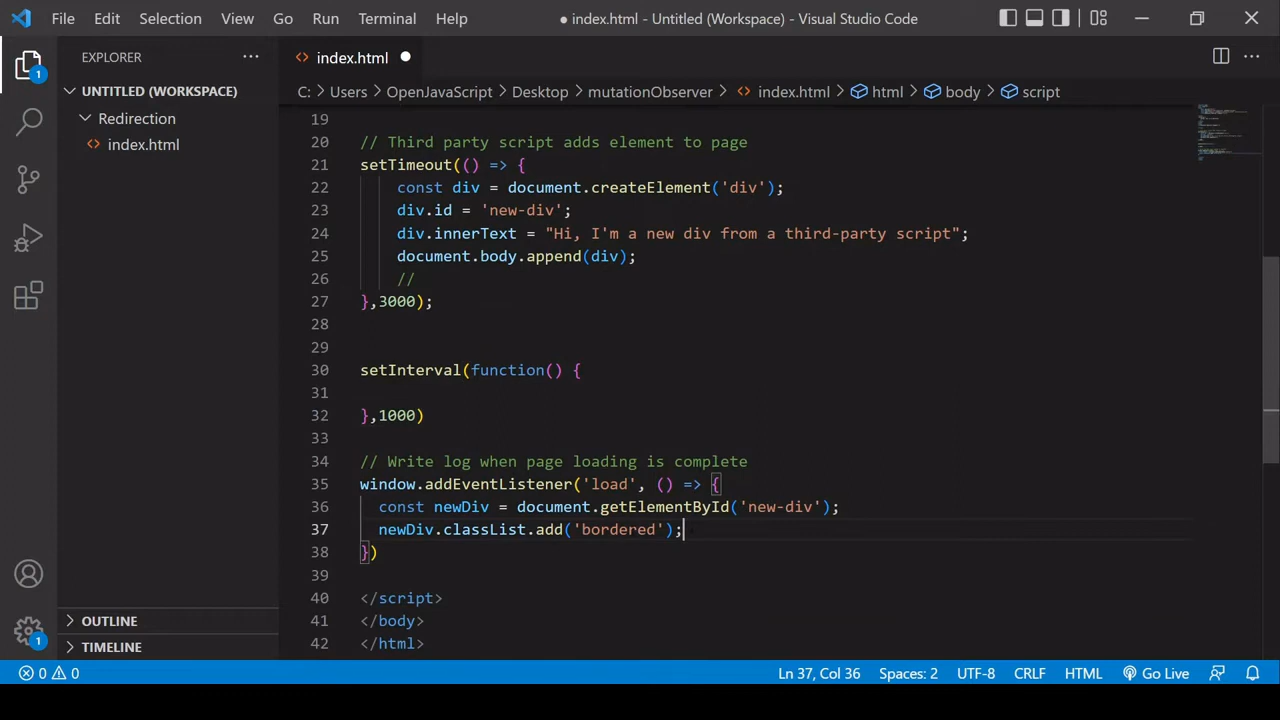 File Edit Selection View Go Run Terminal Help ● index.html - Untitled (Workspace) - Visual Studio Code
EXPLORER ··· index.html ● ···
UNTITLED (WORKSPACE) C: > Users > OpenJavaScript > Desktop > mutationObserver > index.html > html > body > script
Redirection
index.html
19
20 // Third party script adds element to page
21 setTimeout(() => {
22 const div = document.createElement('div');
23 div.id = 'new-div';
24 div.innerText = "Hi, I'm a new div from a third-party script";
25 document.body.append(div);
26 //
27 },3000);
28
29
30 setInterval(function() {
31
32 },1000)
33
34 // Write log when page loading is complete
35 window.addEventListener('load', () => {
36 const newDiv = document.getElementById('new-div');
37 newDiv.classList.add('bordered');
38 })
39
40 </script>
41 </body>
42 </html>
1
1
OUTLINE
TIMELINE
0 0 Ln 37, Col 36 Spaces: 2 UTF-8 CRLF HTML Go Live